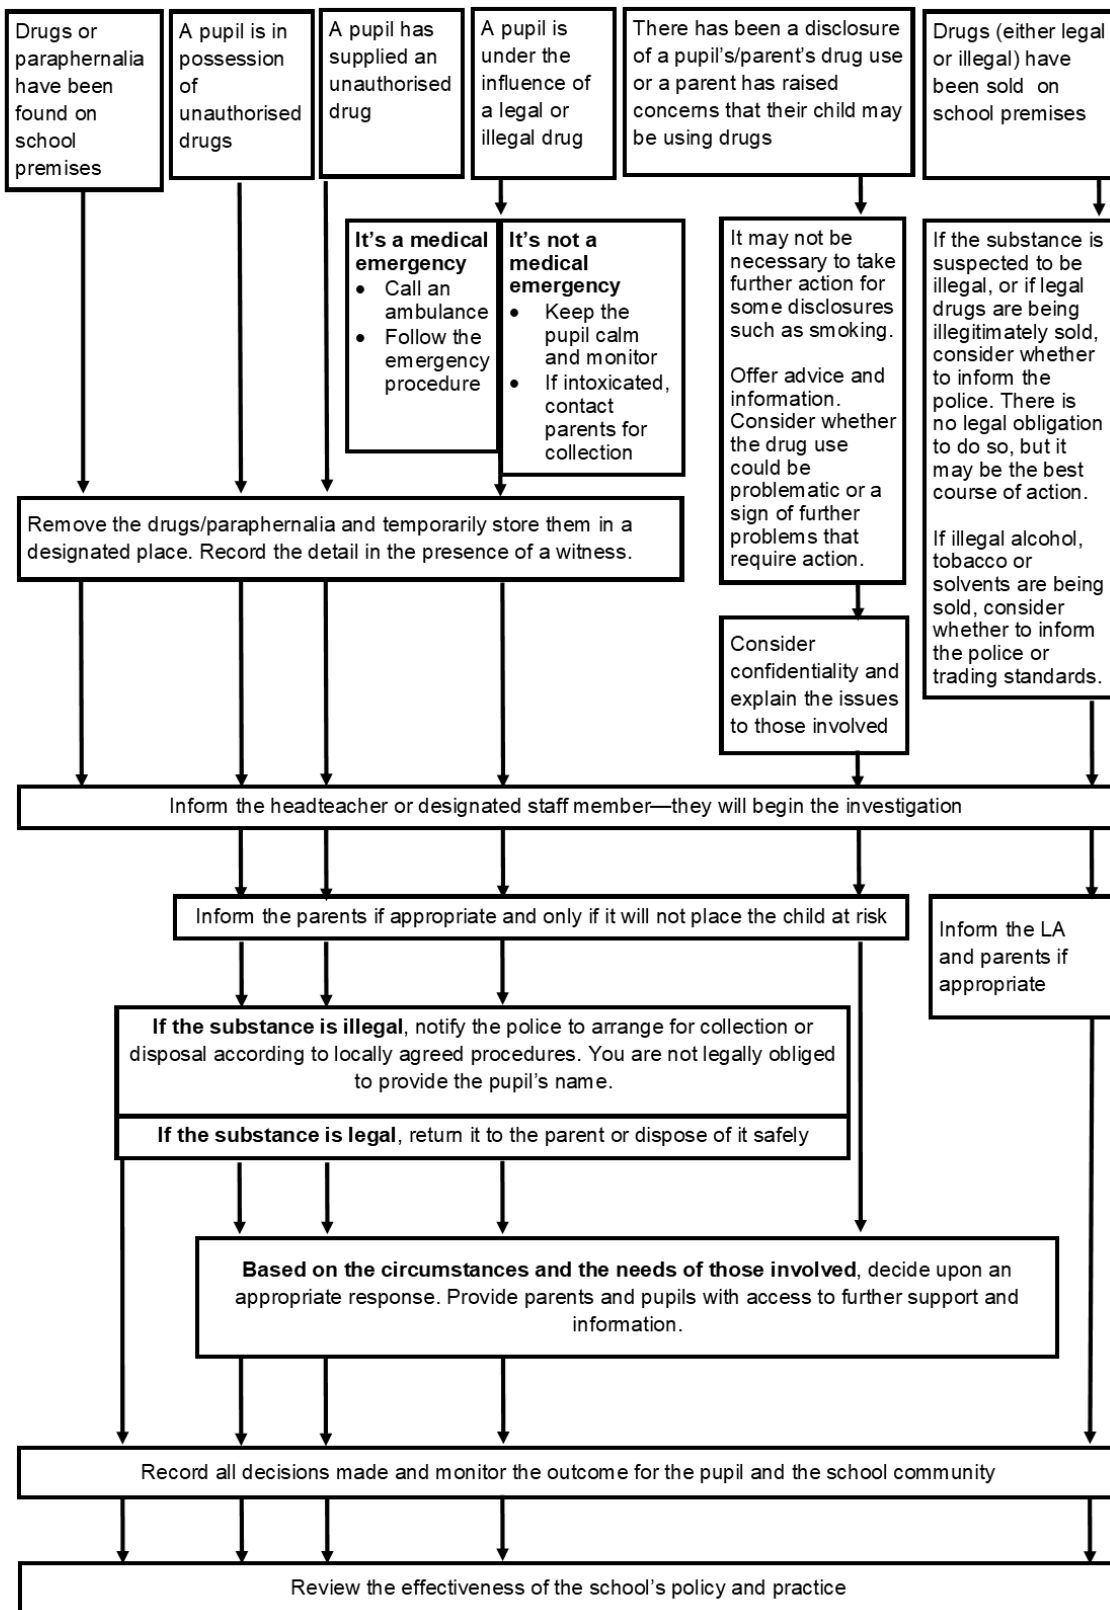 Drugs or
paraphernalia
have been
found on
school
premises
A pupil is in
possession
of
unauthorised
drugs
A pupil has
supplied an
unauthorised
drug
A pupil is
under the
influence of
a legal or
illegal drug
There has been a disclosure
of a pupil's/parent's drug use
or a parent has raised
concerns that their child may
be using drugs
Drugs (either legal
or illegal) have
been sold on
school premises
It's a medical
emergency
• Call an
ambulance
• Follow the
emergency
procedure
It's not a
medical
emergency
• Keep the
pupil calm
and monitor
• If intoxicated,
contact
parents for
collection
It may not be
necessary to take
further action for
some disclosures
such as smoking.
Offer advice and
information.
Consider whether
the drug use
could be
problematic or a
sign of further
problems that
require action.
If the substance is
suspected to be
illegal, or if legal
drugs are being
illegitimately sold,
consider whether
to inform the
police. There is
no legal obligation
to do so, but it
may be the best
course of action.
If illegal alcohol,
tobacco or
solvents are being
sold, consider
whether to inform
the police or
trading standards.
Remove the drugs/paraphernalia and temporarily store them in a
designated place. Record the detail in the presence of a witness.
Consider
confidentiality and
explain the issues
to those involved
Inform the headteacher or designated staff member—they will begin the investigation
Inform the parents if appropriate and only if it will not place the child at risk
Inform the LA
and parents if
appropriate
If the substance is illegal, notify the police to arrange for collection or
disposal according to locally agreed procedures. You are not legally obliged
to provide the pupil's name.
If the substance is legal, return it to the parent or dispose of it safely
Based on the circumstances and the needs of those involved, decide upon an
appropriate response. Provide parents and pupils with access to further support and
information.
Record all decisions made and monitor the outcome for the pupil and the school community
Review the effectiveness of the school's policy and practice